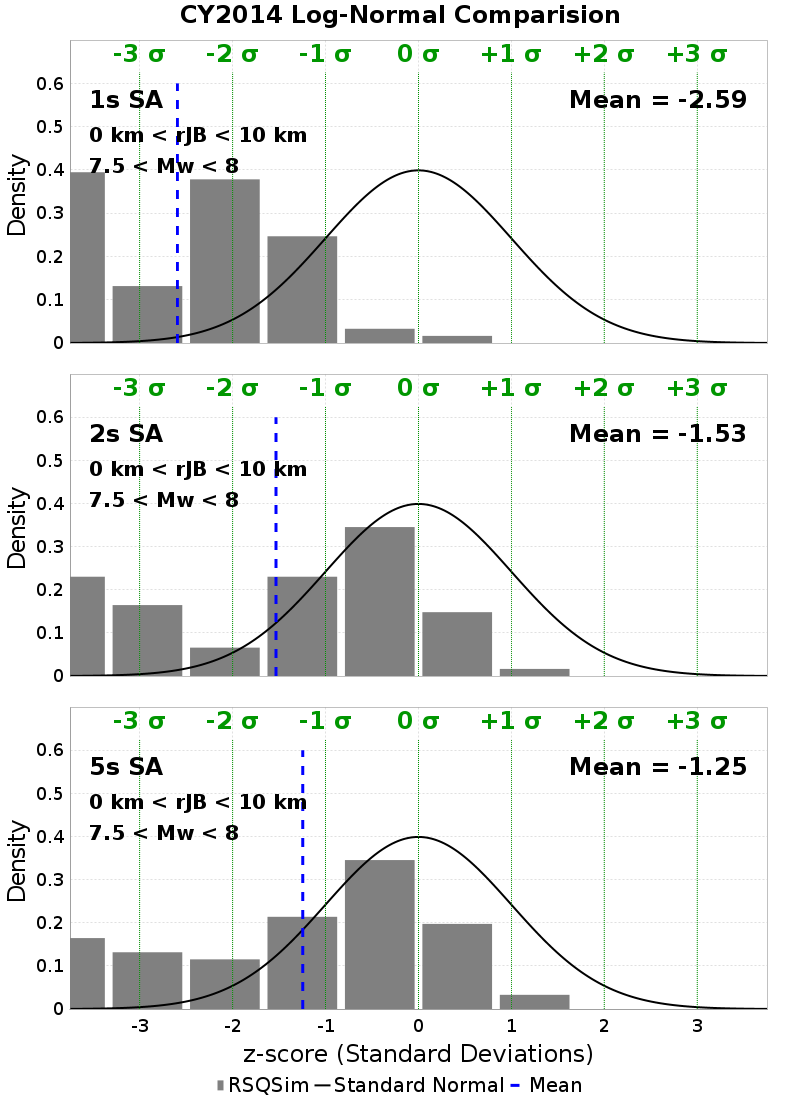 CY2014 Log-Normal Comparision
-3 σ -2 σ -1 σ 0 σ +1 σ +2 σ +3 σ
1s SA Mean = -2.59
0 km < rJB < 10 km
7.5 < Mw < 8
0.6
0.5
0.4
0.3
0.2
0.1
0
Density
-3 σ -2 σ -1 σ 0 σ +1 σ +2 σ +3 σ
2s SA Mean = -1.53
0 km < rJB < 10 km
7.5 < Mw < 8
0.6
0.5
0.4
0.3
0.2
0.1
0
Density
-3 σ -2 σ -1 σ 0 σ +1 σ +2 σ +3 σ
5s SA Mean = -1.25
0 km < rJB < 10 km
7.5 < Mw < 8
0.6
0.5
0.4
0.3
0.2
0.1
0
Density
-3 -2 -1 0 1 2 3
z-score (Standard Deviations)
RSQSim Standard Normal Mean